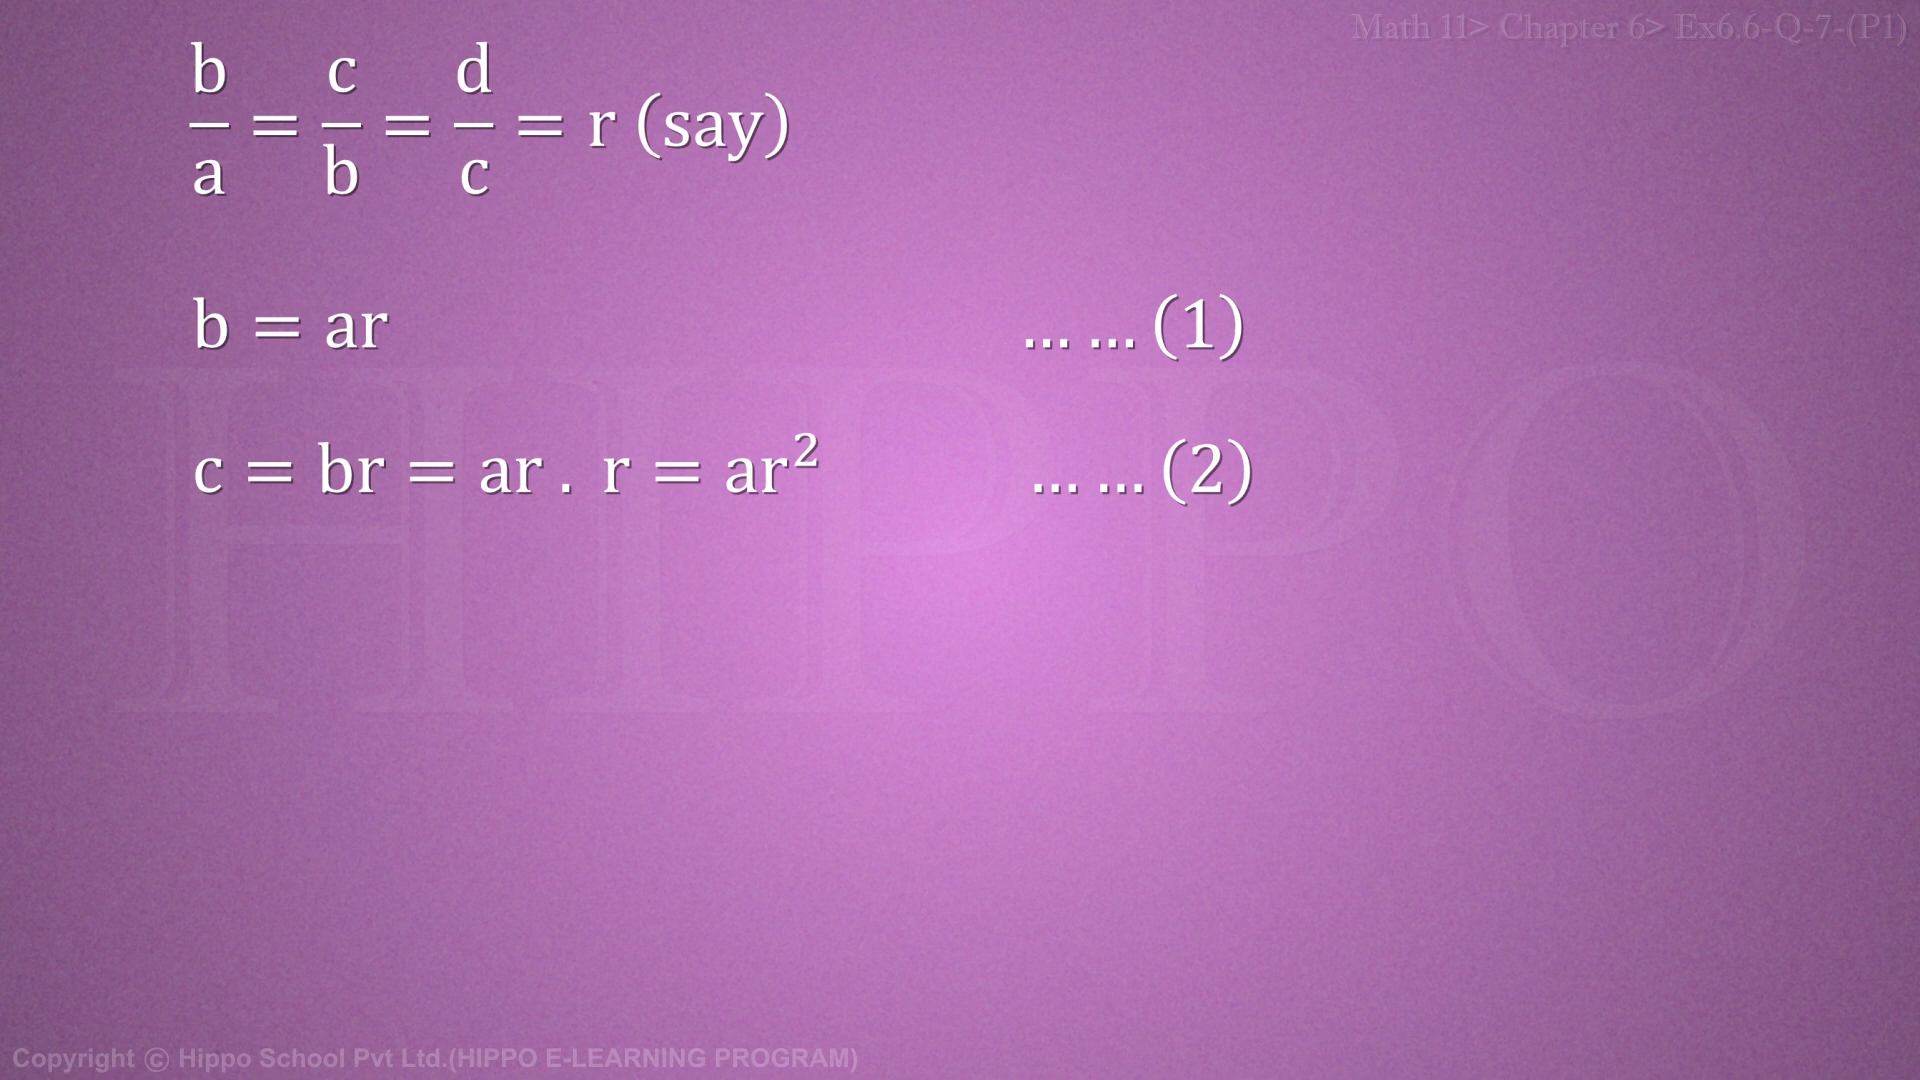 Math 11> Chapter 6> Ex6.6-Q-7-(P1)
b/a = c/b = d/c = r (say)
b = ar ... ... (1)
c = br = ar . r = ar² ... ... (2)
HIPPO
Copyright © Hippo School Pvt Ltd.(HIPPO E-LEARNING PROGRAM)